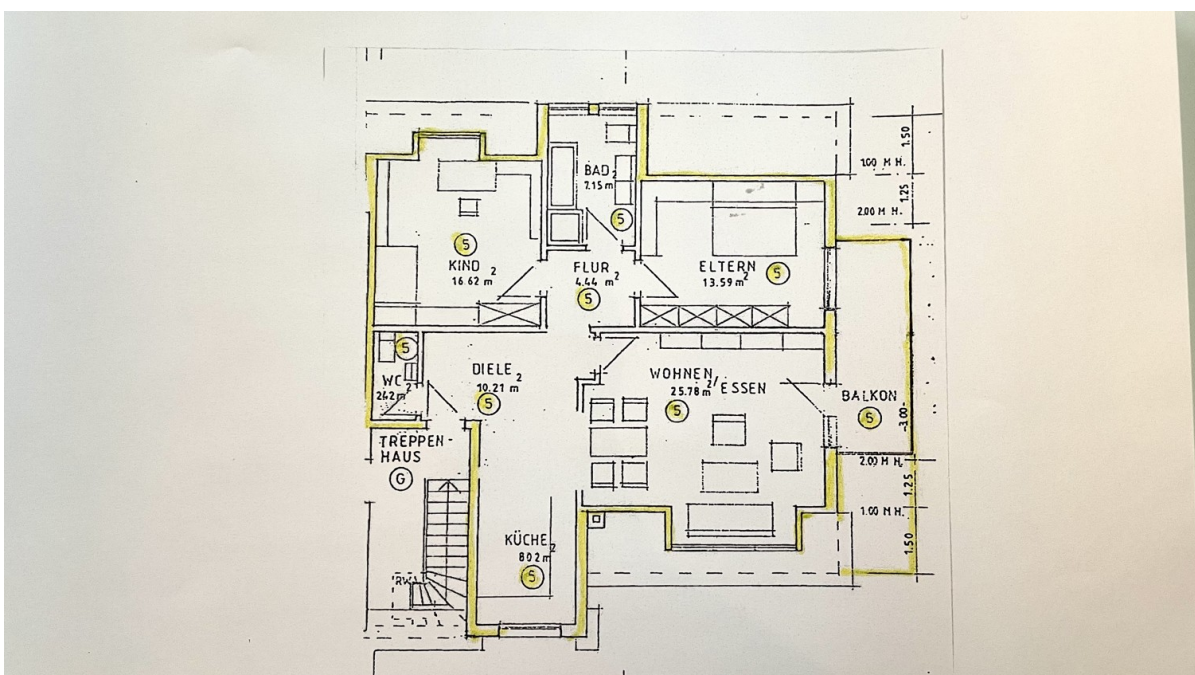 1.50
1.00 M H.
1.25
2.00 M H.
BAD
7.15 m²
5
KIND
16.62 m²
5
FLUR
4.44 m²
5
ELTERN
13.59 m²
5
WC
2.42 m²
5
DIELE
10.21 m²
5
WOHNEN/ESSEN
25.78 m²
5
BALKON
5
3.00
TREPPEN-
HAUS
G
2.00 M H.
1.25
1.00 M H.
1.50
KÜCHE
8.02 m²
5
RW